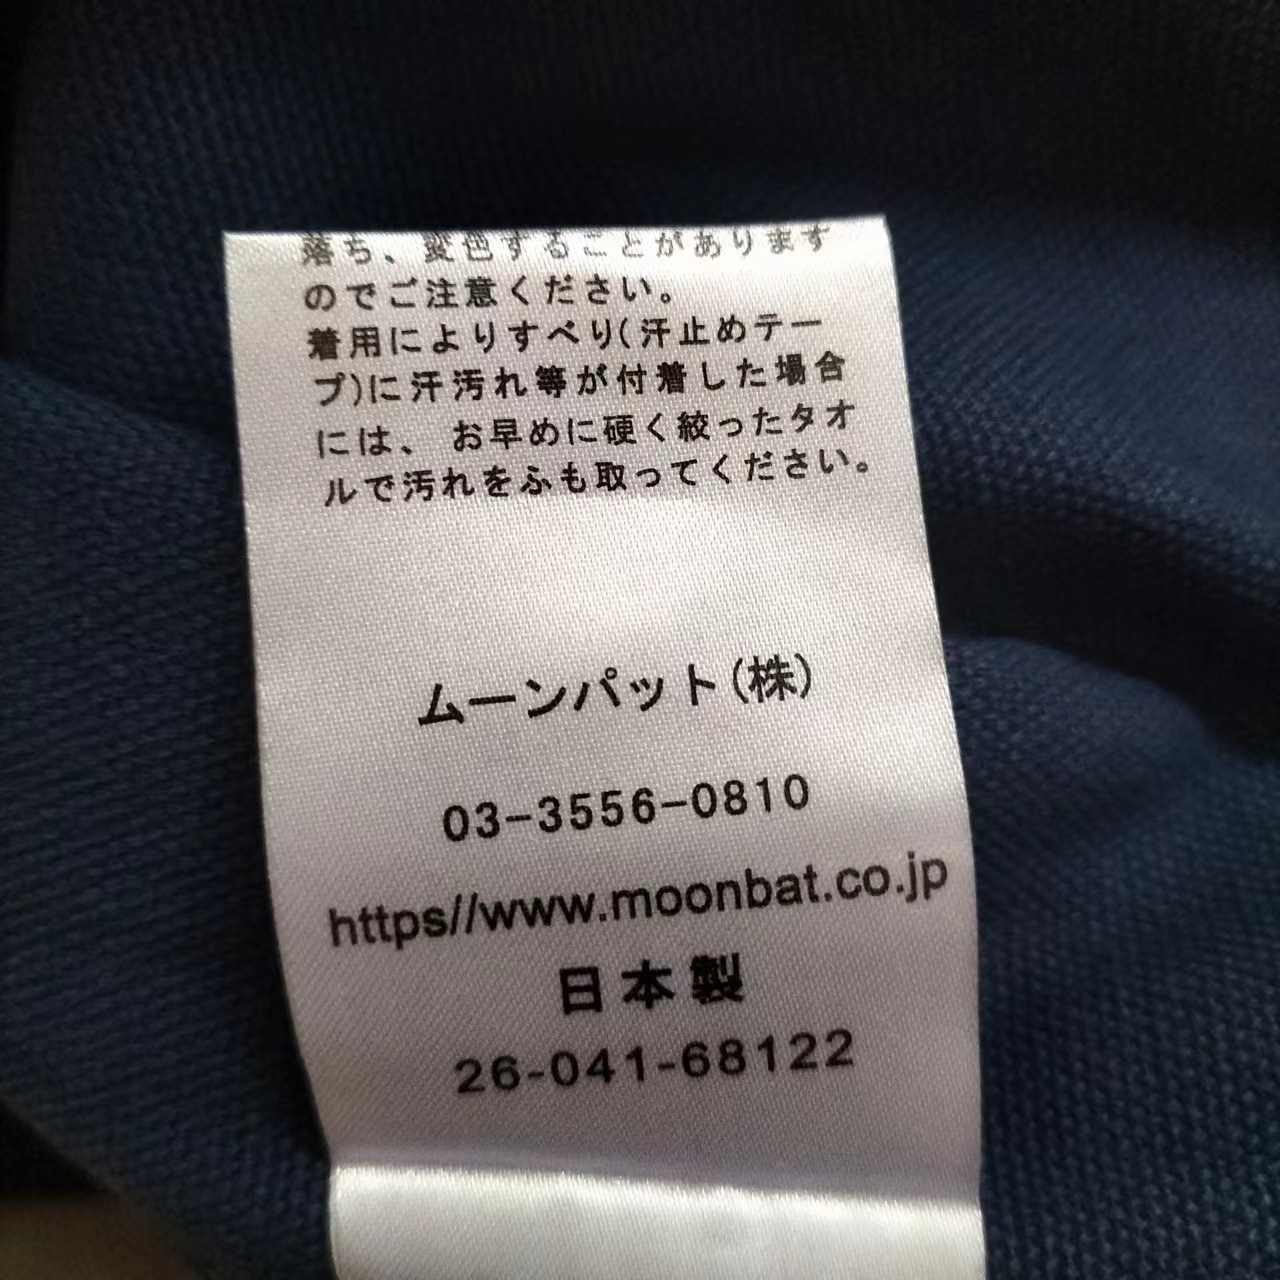 落ち、変色することがあります
のでご注意ください。
着用によりすべり(汗止めテー
プ)に汗汚れ等が付着した場合
には、お早めに硬く絞ったタオ
ルで汚れをふも取ってください。
ムーンパット(株)
03-3556-0810
https//www.moonbat.co.jp
日本製
26-041-68122